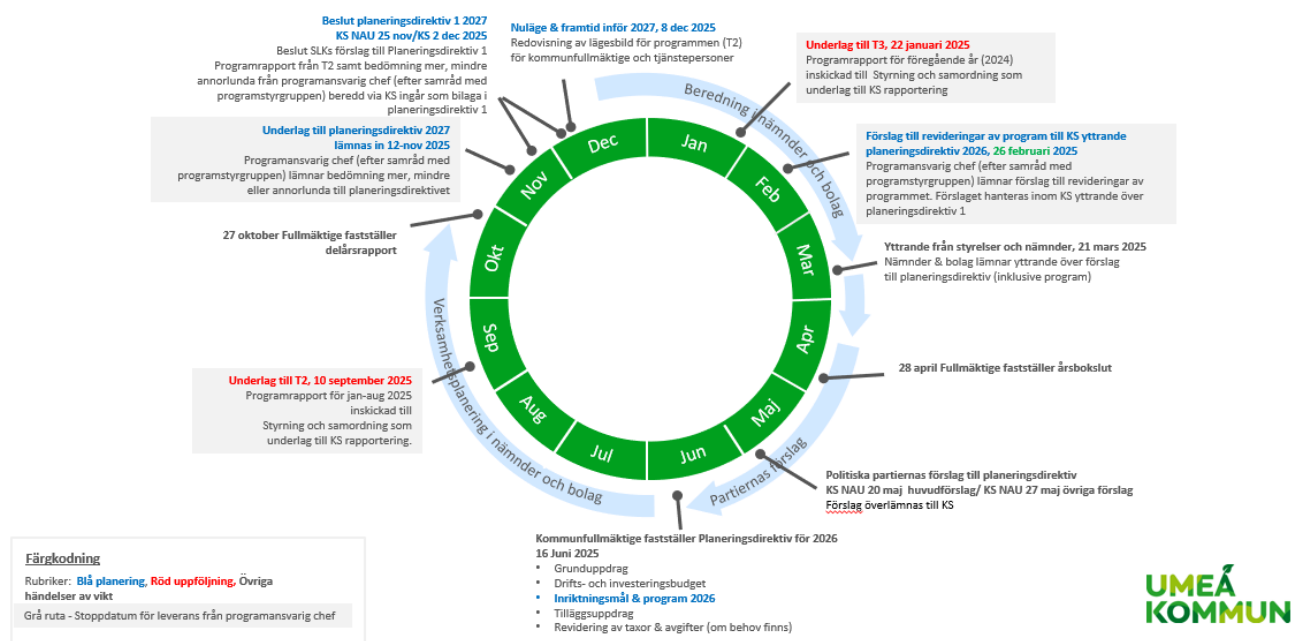 Beslut planeringsdirektiv 1 2027
KS NAU 25 nov/KS 2 dec 2025
Beslut SLKs förslag till Planeringsdirektiv 1
Programrapport från T2 samt bedömning mer, mindre
annorlunda från programansvarig chef (efter samråd med
programstyrgruppen) beredd via KS ingår som bilaga i
planeringsdirektiv 1
Nuläge & framtid inför 2027, 8 dec 2025
Redovisning av lägesbild för programmen (T2)
för kommunfullmäktige och tjänstepersoner
Underlag till T3, 22 januari 2025
Programrapport för föregående år (2024)
inskickad till Styrning och samordning som
underlag till KS rapportering
Underlag till planeringsdirektiv 2027
lämnas in 12-nov 2025
Programansvarig chef (efter samråd med
programstyrgruppen) lämnar bedömning mer, mindre
eller annorlunda till planeringsdirektivet
Förslag till revideringar av program till KS yttrande
planeringsdirektiv 2026, 26 februari 2025
Programansvarig chef (efter samråd med
programstyrgruppen) lämnar förslag till revideringar av
programmet. Förslaget hanteras inom KS yttrande över
planeringsdirektiv 1
27 oktober Fullmäktige fastställer
delårsrapport
Yttrande från styrelser och nämnder, 21 mars 2025
Nämnder & bolag lämnar yttrande över förslag
till planeringsdirektiv (inklusive program)
28 april Fullmäktige fastställer årsbokslut
Underlag till T2, 10 september 2025
Programrapport för jan-aug 2025
inskickad till
Styrning och samordning som
underlag till KS rapportering.
Politiska partiernas förslag till planeringsdirektiv
KS NAU 20 maj huvudförslag/ KS NAU 27 maj övriga förslag
Förslag överlämnas till KS
Beredning i nämnder och bolag
Partiernas förslag
Verksamhetsplanering i nämnder och bolag
Jan
Feb
Mar
Apr
Maj
Jun
Jul
Aug
Sep
Okt
Nov
Dec
Kommunfullmäktige fastställer Planeringsdirektiv för 2026
16 Juni 2025
▪ Grunduppdrag
▪ Drifts- och investeringsbudget
▪ Inriktningsmål & program 2026
▪ Tilläggsuppdrag
▪ Revidering av taxor & avgifter (om behov finns)
Färgkodning
Rubriker: Blå planering, Röd uppföljning, Övriga
händelser av vikt
Grå ruta - Stoppdatum för leverans från programansvarig chef
UMEÅ
KOMMUN